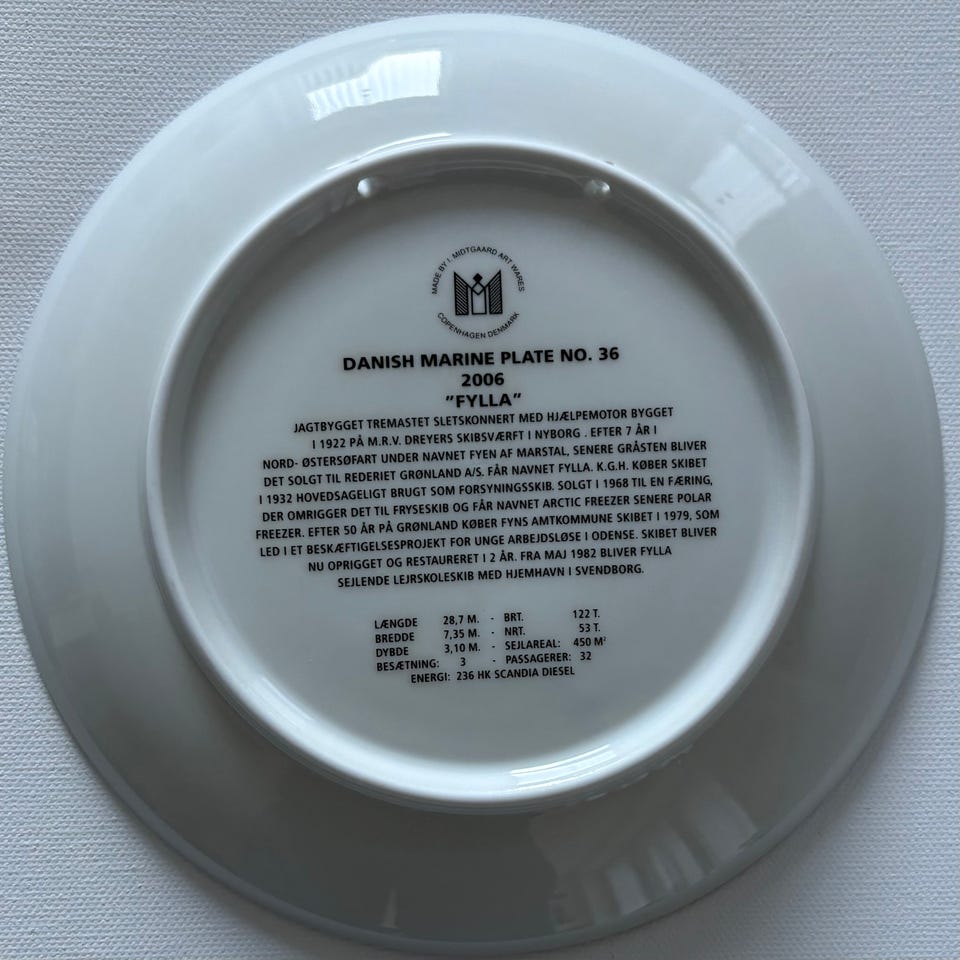 MADE BY I. MIDTGAARD ART WARES
COPENHAGEN DENMARK
DANISH MARINE PLATE NO. 36
2006
"FYLLA"
JAGTBYGGET TREMASTET SLETSKONNERT MED HJÆLPEMOTOR BYGGET
I 1922 PÅ M.R.V. DREYERS SKIBSVÆRFT I NYBORG . EFTER 7 ÅR I
NORD- ØSTERSØFART UNDER NAVNET FYEN AF MARSTAL, SENERE GRÅSTEN BLIVER
DET SOLGT TIL REDERIET GRØNLAND A/S. FÅR NAVNET FYLLA. K.G.H. KØBER SKIBET
I 1932 HOVEDSAGELIGT BRUGT SOM FORSYNINGSSKIB. SOLGT I 1968 TIL EN FÆRING,
DER OMRIGGER DET TIL FRYSESKIB OG FÅR NAVNET ARCTIC FREEZER SENERE POLAR
FREEZER. EFTER 50 ÅR PÅ GRØNLAND KØBER FYNS AMTKOMMUNE SKIBET I 1979, SOM
LED I ET BESKÆFTIGELSESPROJEKT FOR UNGE ARBEJDSLØSE I ODENSE. SKIBET BLIVER
NU OPRIGGET OG RESTAURERET I 2 ÅR. FRA MAJ 1982 BLIVER FYLLA
SEJLENDE LEJRSKOLESKIB MED HJEMHAVN I SVENDBORG.
LÆNGDE 28,7 M. - BRT. 122 T.
BREDDE 7,35 M. - NRT. 53 T.
DYBDE 3,10 M. - SEJLAREAL: 450 M²
BESÆTNING: 3 - PASSAGERER: 32
ENERGI: 236 HK SCANDIA DIESEL